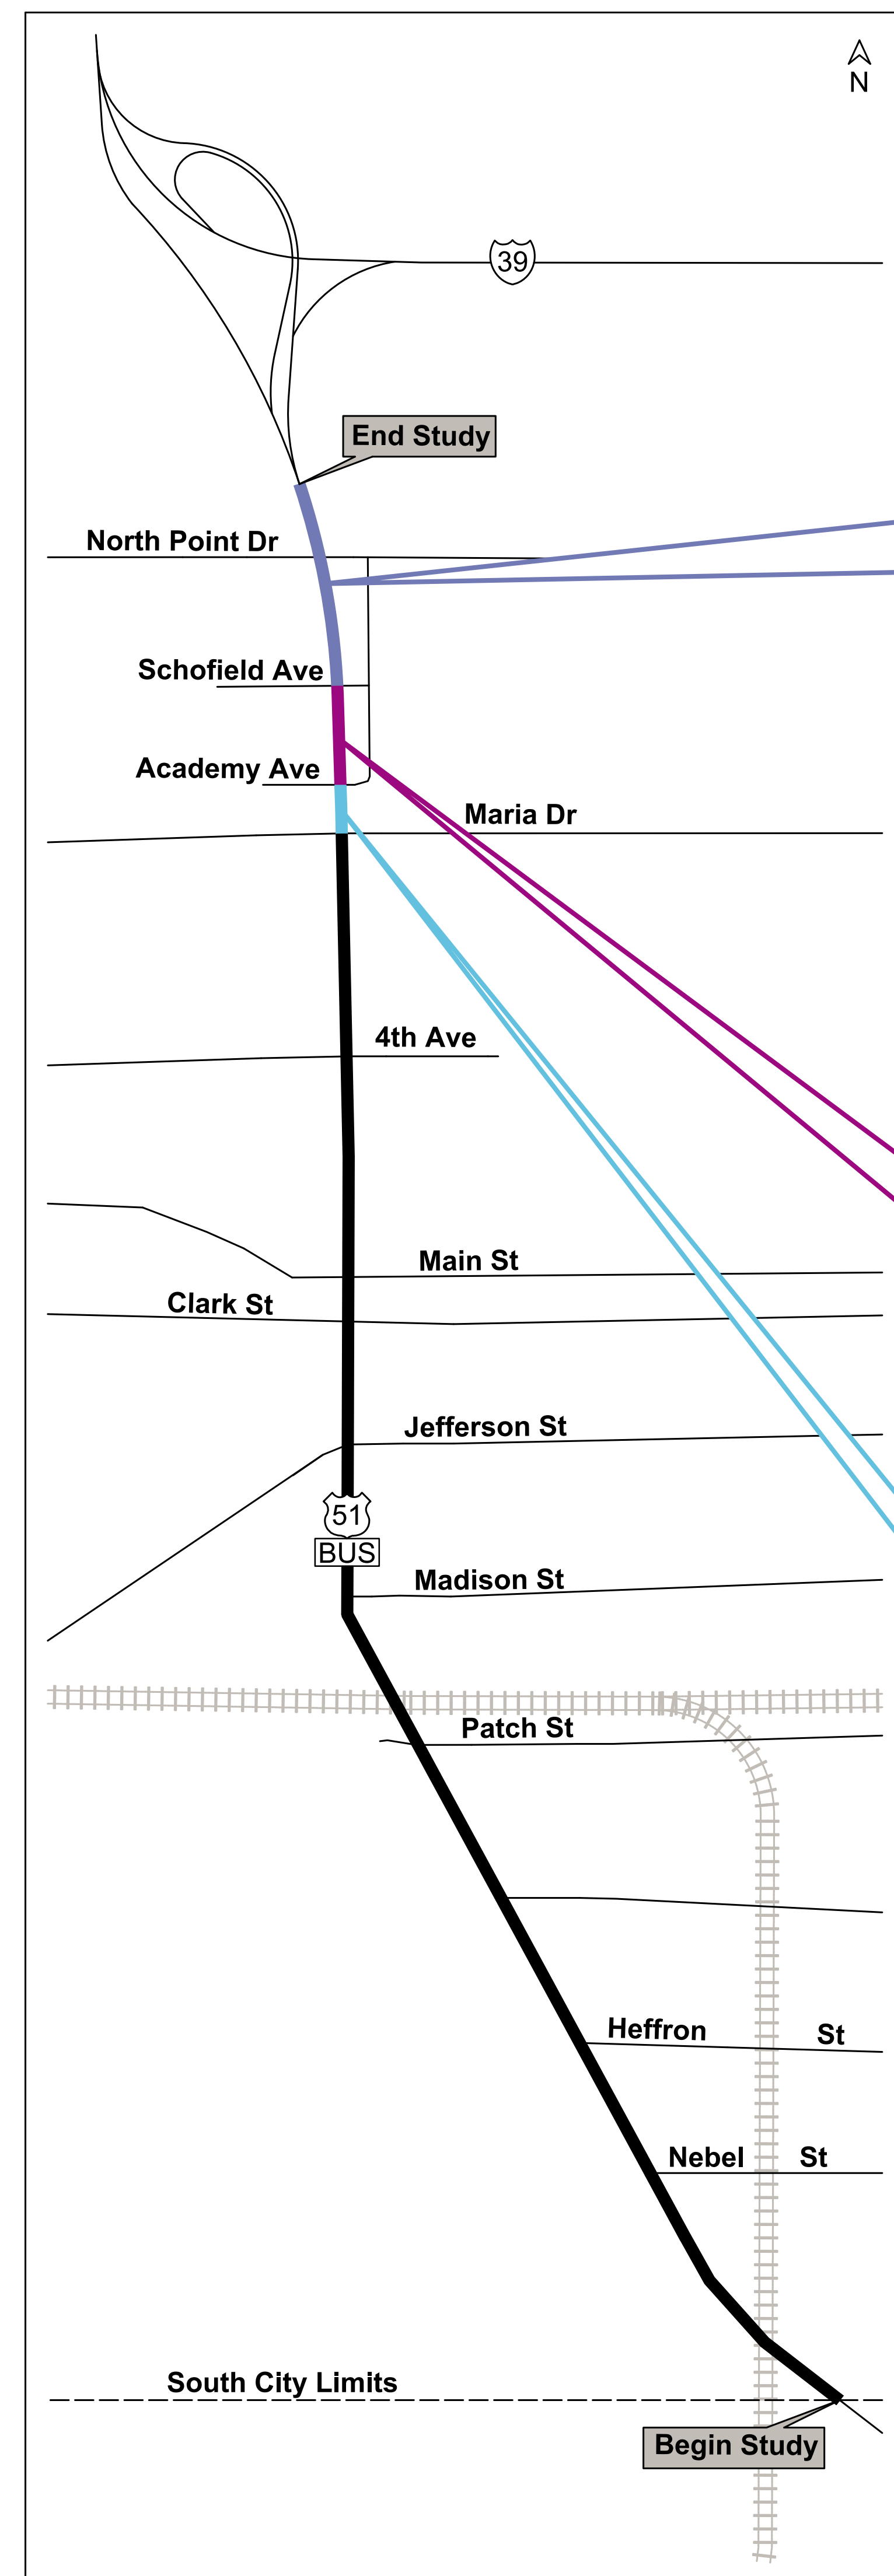 N
39
End Study
North Point Dr
Schofield Ave
Academy Ave
Maria Dr
4th Ave
Main St
Clark St
Jefferson St
51
BUS
Madison St
Patch St
Heffron St
Nebel St
South City Limits
Begin Study